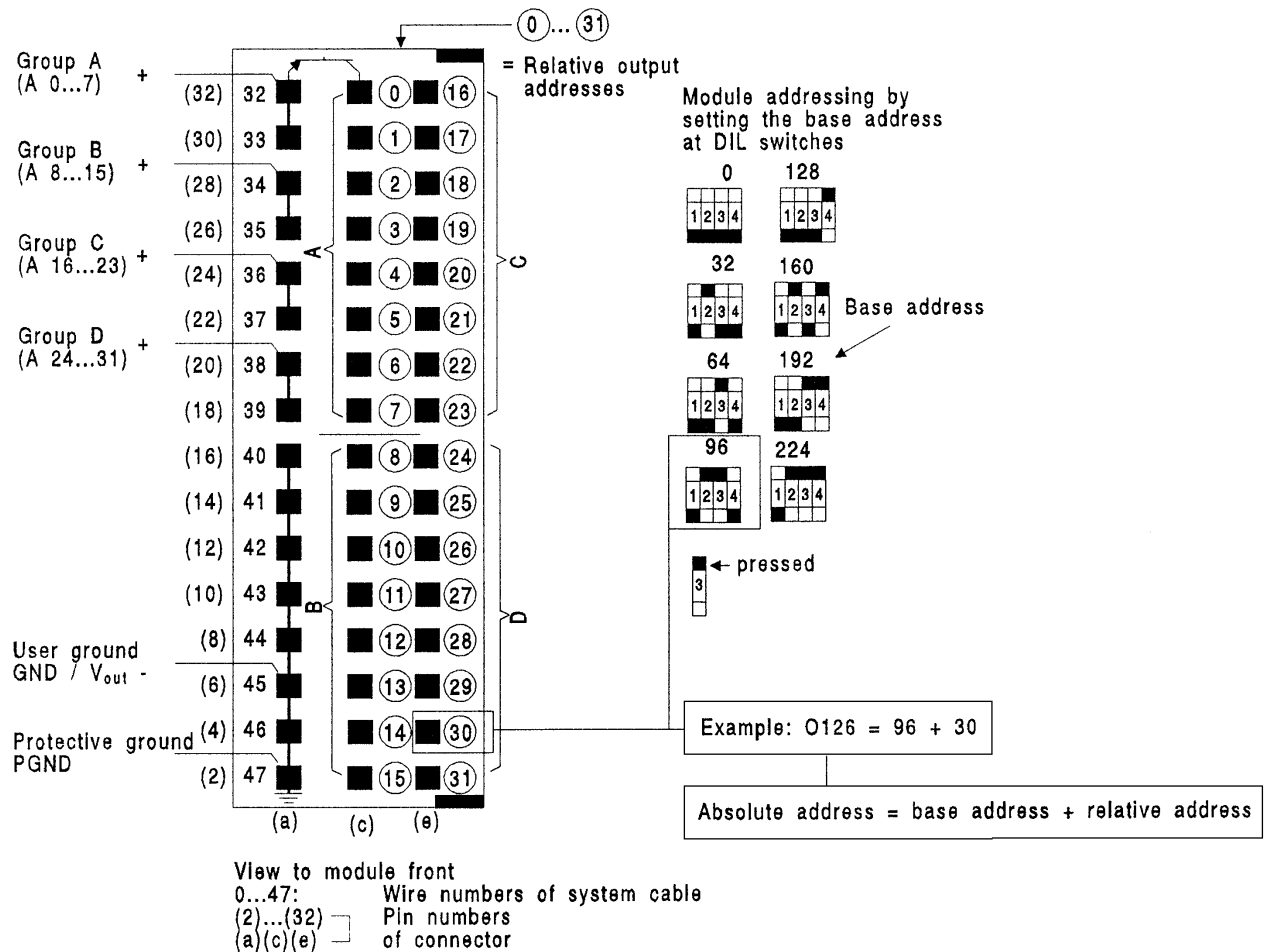 0 ... 31
= Relative output
addresses
Group A +
(A 0...7)
Group B +
(A 8...15)
Group C +
(A 16...23)
Group D +
(A 24...31)
User ground
GND / Vout -
Protective ground
PGND
(32) 32 0 16
(30) 33 1 17
(28) 34 2 18
(26) 35 3 19
(24) 36 4 20
(22) 37 5 21
(20) 38 6 22
(18) 39 7 23
(16) 40 8 24
(14) 41 9 25
(12) 42 10 26
(10) 43 11 27
(8) 44 12 28
(6) 45 13 29
(4) 46 14 30
(2) 47 15 31
A
C
B
D
(a) (c) (e)
Module addressing by
setting the base address
at DIL switches
0 128
1 2 3 4 1 2 3 4
32 160
1 2 3 4 1 2 3 4
Base address
64 192
1 2 3 4 1 2 3 4
96 224
1 2 3 4 1 2 3 4
pressed
3
Example: O126 = 96 + 30
Absolute address = base address + relative address
View to module front
0...47: Wire numbers of system cable
(2)...(32) Pin numbers
(a)(c)(e) of connector